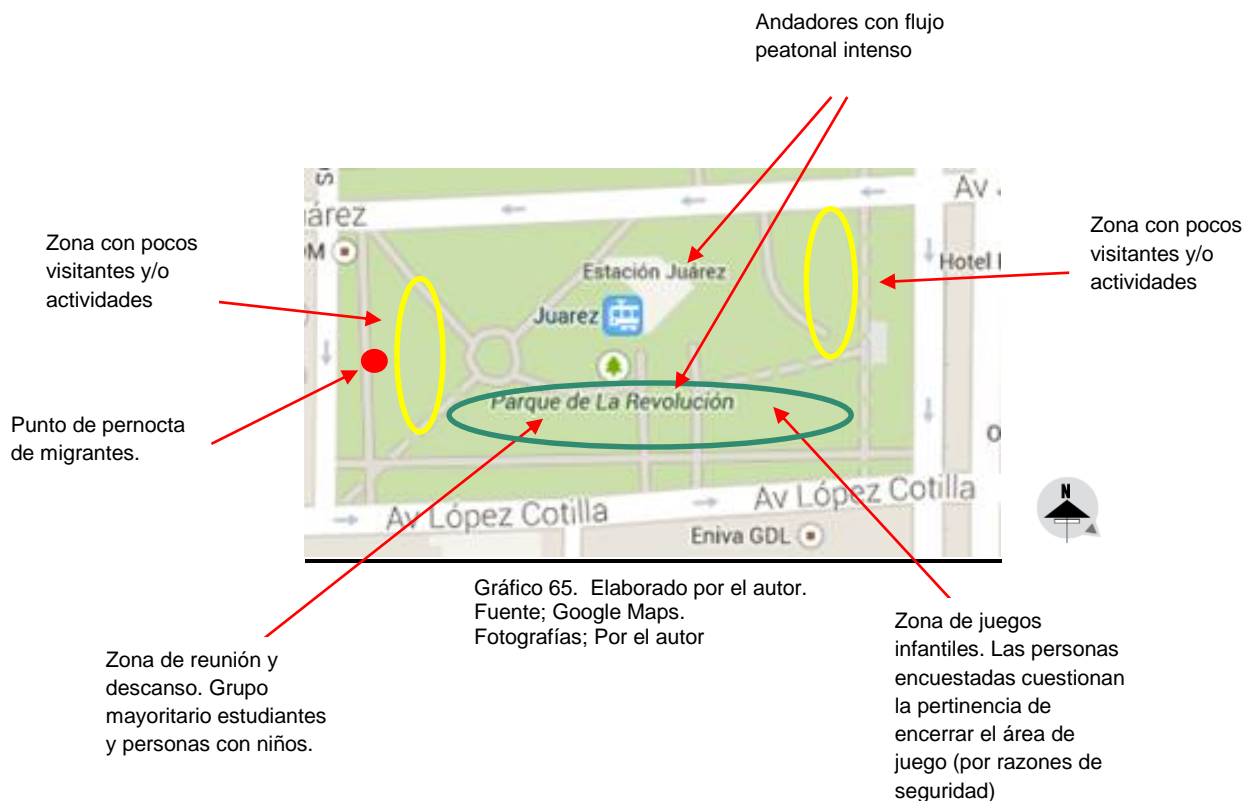 Andadores con flujo
peatonal intenso
Av
árez
Zona con pocos
visitantes y/o
actividades
Zona con pocos
visitantes y/o
actividades
Estación Juárez
Hotel
Juarez
Parque de La Revolución
Punto de pernocta
de migrantes.
N
Av López Cotilla
Av López Cotilla
Eniva GDL
Gráfico 65. Elaborado por el autor.
Fuente; Google Maps.
Fotografías; Por el autor
Zona de reunión y
descanso. Grupo
mayoritario estudiantes
y personas con niños.
Zona de juegos
infantiles. Las personas
encuestadas cuestionan
la pertinencia de
encerrar el área de
juego (por razones de
seguridad)